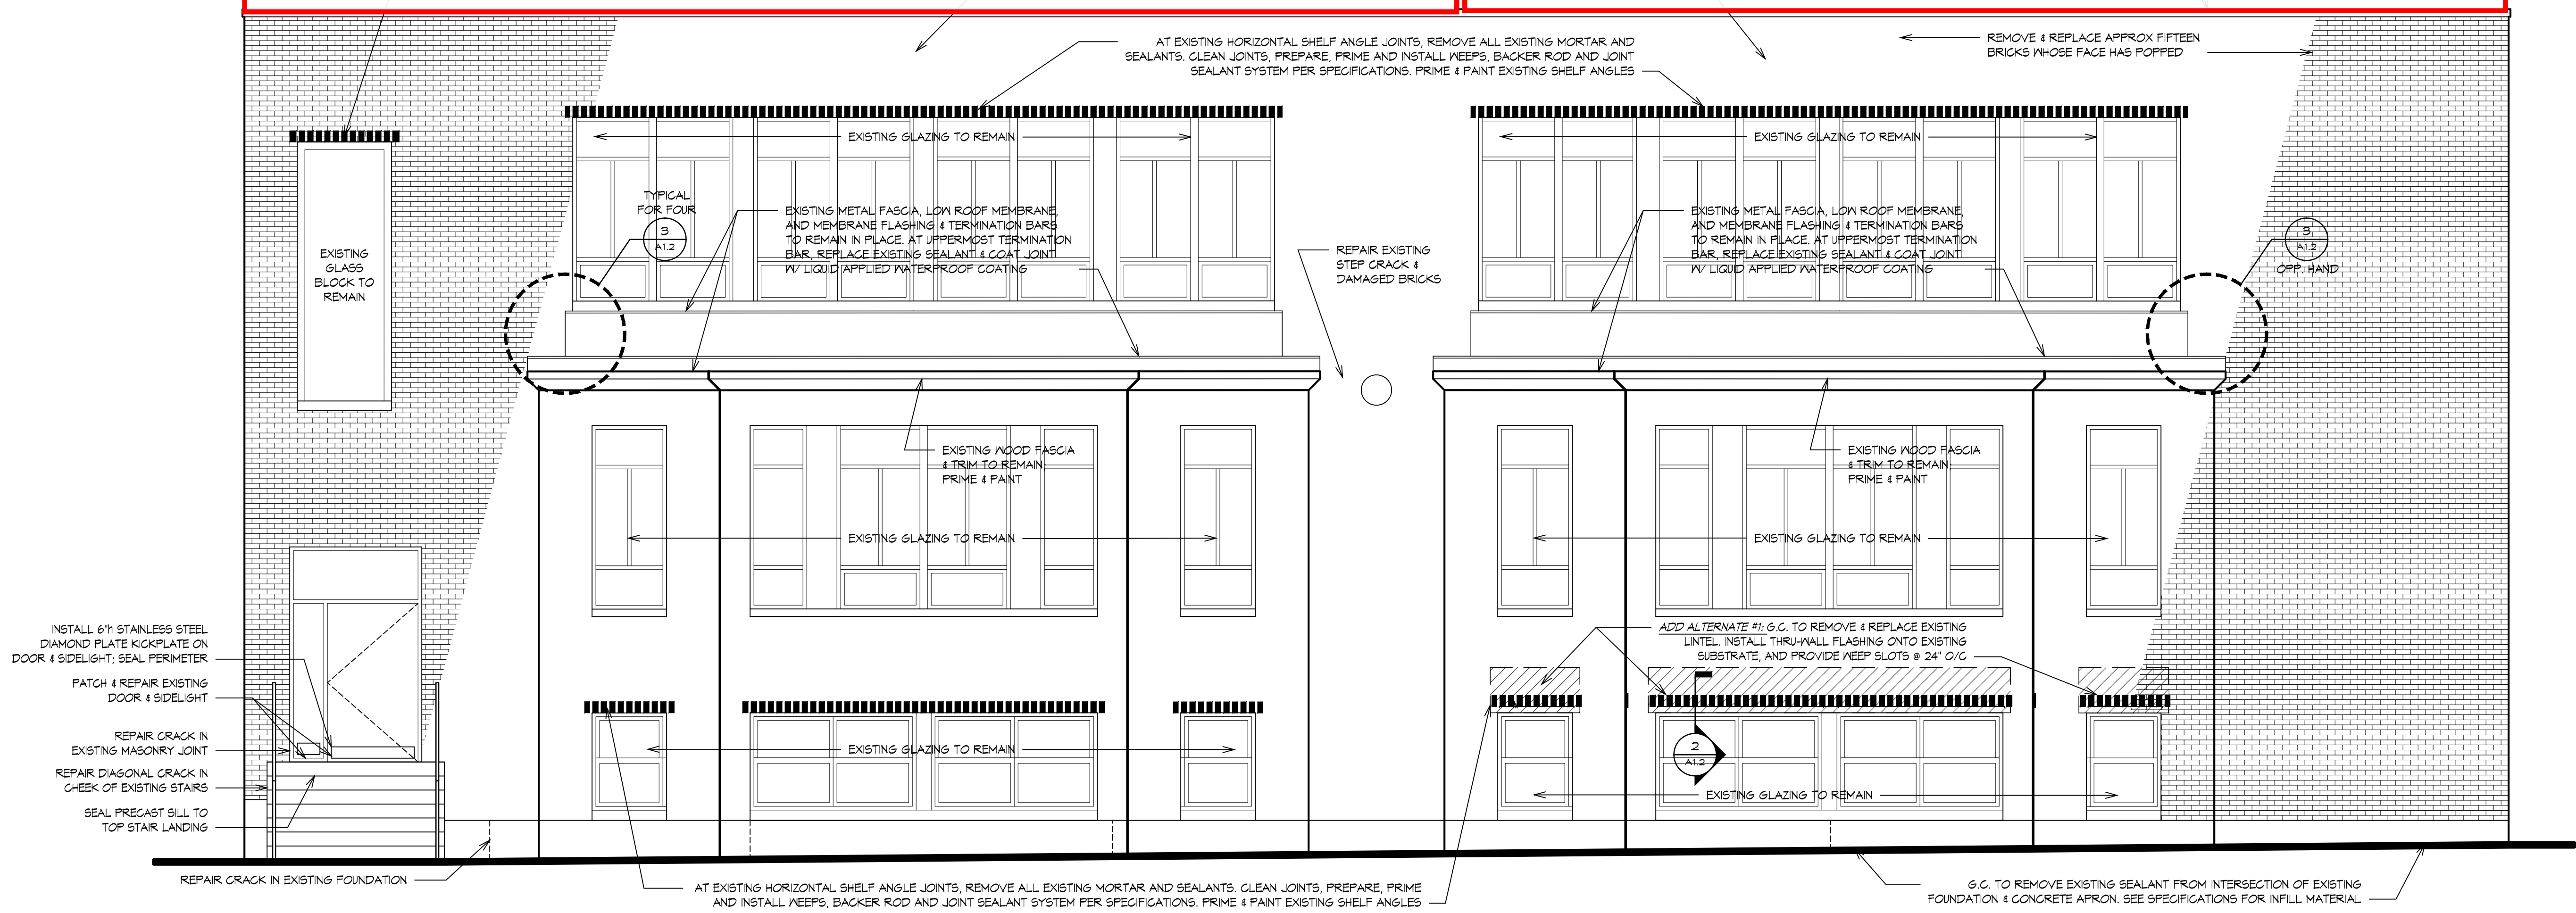 AT EXISTING HORIZONTAL SHELF ANGLE JOINTS, REMOVE ALL EXISTING MORTAR AND
SEALANTS. CLEAN JOINTS, PREPARE, PRIME AND INSTALL WEEPS, BACKER ROD AND JOINT
SEALANT SYSTEM PER SPECIFICATIONS. PRIME & PAINT EXISTING SHELF ANGLES
REMOVE & REPLACE APPROX FIFTEEN
BRICKS WHOSE FACE HAS POPPED
EXISTING GLAZING TO REMAIN
EXISTING GLAZING TO REMAIN
TYPICAL
FOR FOUR
3
A1.2
EXISTING METAL FASCIA, LOW ROOF MEMBRANE,
AND MEMBRANE FLASHING & TERMINATION BARS
TO REMAIN IN PLACE. AT UPPERMOST TERMINATION
BAR, REPLACE EXISTING SEALANT & COAT JOINT
W/ LIQUID APPLIED WATERPROOF COATING
EXISTING METAL FASCIA, LOW ROOF MEMBRANE,
AND MEMBRANE FLASHING & TERMINATION BARS
TO REMAIN IN PLACE. AT UPPERMOST TERMINATION
BAR, REPLACE EXISTING SEALANT & COAT JOINT
W/ LIQUID APPLIED WATERPROOF COATING
3
A1.2
OPP. HAND
EXISTING
GLASS
BLOCK TO
REMAIN
REPAIR EXISTING
STEP CRACK &
DAMAGED BRICKS
EXISTING WOOD FASCIA
& TRIM TO REMAIN;
PRIME & PAINT
EXISTING WOOD FASCIA
& TRIM TO REMAIN;
PRIME & PAINT
EXISTING GLAZING TO REMAIN
EXISTING GLAZING TO REMAIN
INSTALL 6"h STAINLESS STEEL
DIAMOND PLATE KICKPLATE ON
DOOR & SIDELIGHT; SEAL PERIMETER
PATCH & REPAIR EXISTING
DOOR & SIDELIGHT
REPAIR CRACK IN
EXISTING MASONRY JOINT
REPAIR DIAGONAL CRACK IN
CHEEK OF EXISTING STAIRS
SEAL PRECAST SILL TO
TOP STAIR LANDING
ADD ALTERNATE #1: G.C. TO REMOVE & REPLACE EXISTING
LINTEL. INSTALL THRU-WALL FLASHING ONTO EXISTING
SUBSTRATE, AND PROVIDE WEEP SLOTS @ 24" O/C
EXISTING GLAZING TO REMAIN
2
A1.2
EXISTING GLAZING TO REMAIN
REPAIR CRACK IN EXISTING FOUNDATION
AT EXISTING HORIZONTAL SHELF ANGLE JOINTS, REMOVE ALL EXISTING MORTAR AND SEALANTS. CLEAN JOINTS, PREPARE, PRIME
AND INSTALL WEEPS, BACKER ROD AND JOINT SEALANT SYSTEM PER SPECIFICATIONS. PRIME & PAINT EXISTING SHELF ANGLES
G.C. TO REMOVE EXISTING SEALANT FROM INTERSECTION OF EXISTING
FOUNDATION & CONCRETE APRON. SEE SPECIFICATIONS FOR INFILL MATERIAL